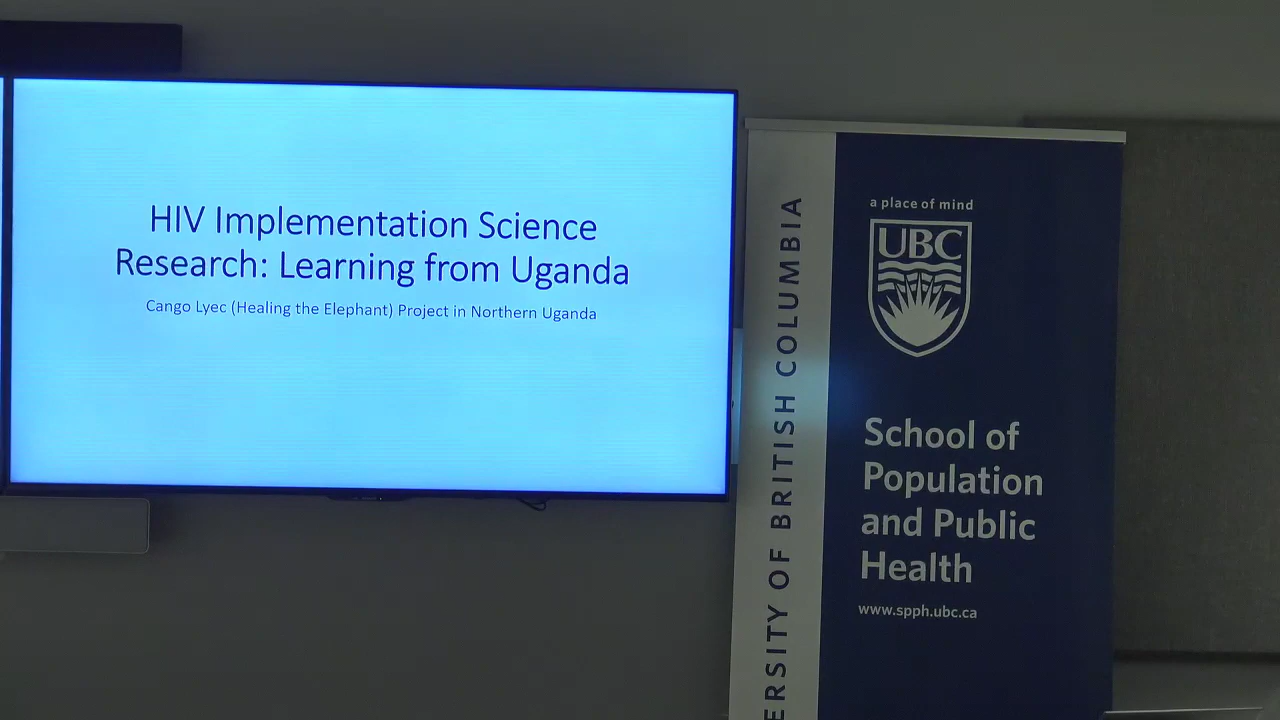 HIV Implementation Science
Research: Learning from Uganda
Cango Lyec (Healing the Elephant) Project in Northern Uganda
ERSITY OF BRITISH COLUMBIA
a place of mind
UBC
School of
Population
and Public
Health
www.spph.ubc.ca